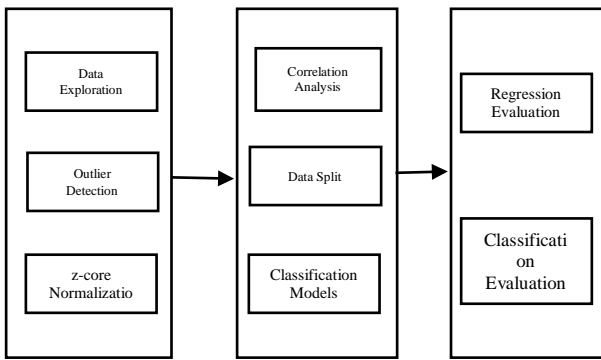 Data
Exploration
Outlier
Detection
z-core
Normalizatio
Correlation
Analysis
Data Split
Classification
Models
Regression
Evaluation
Classificati
on
Evaluation